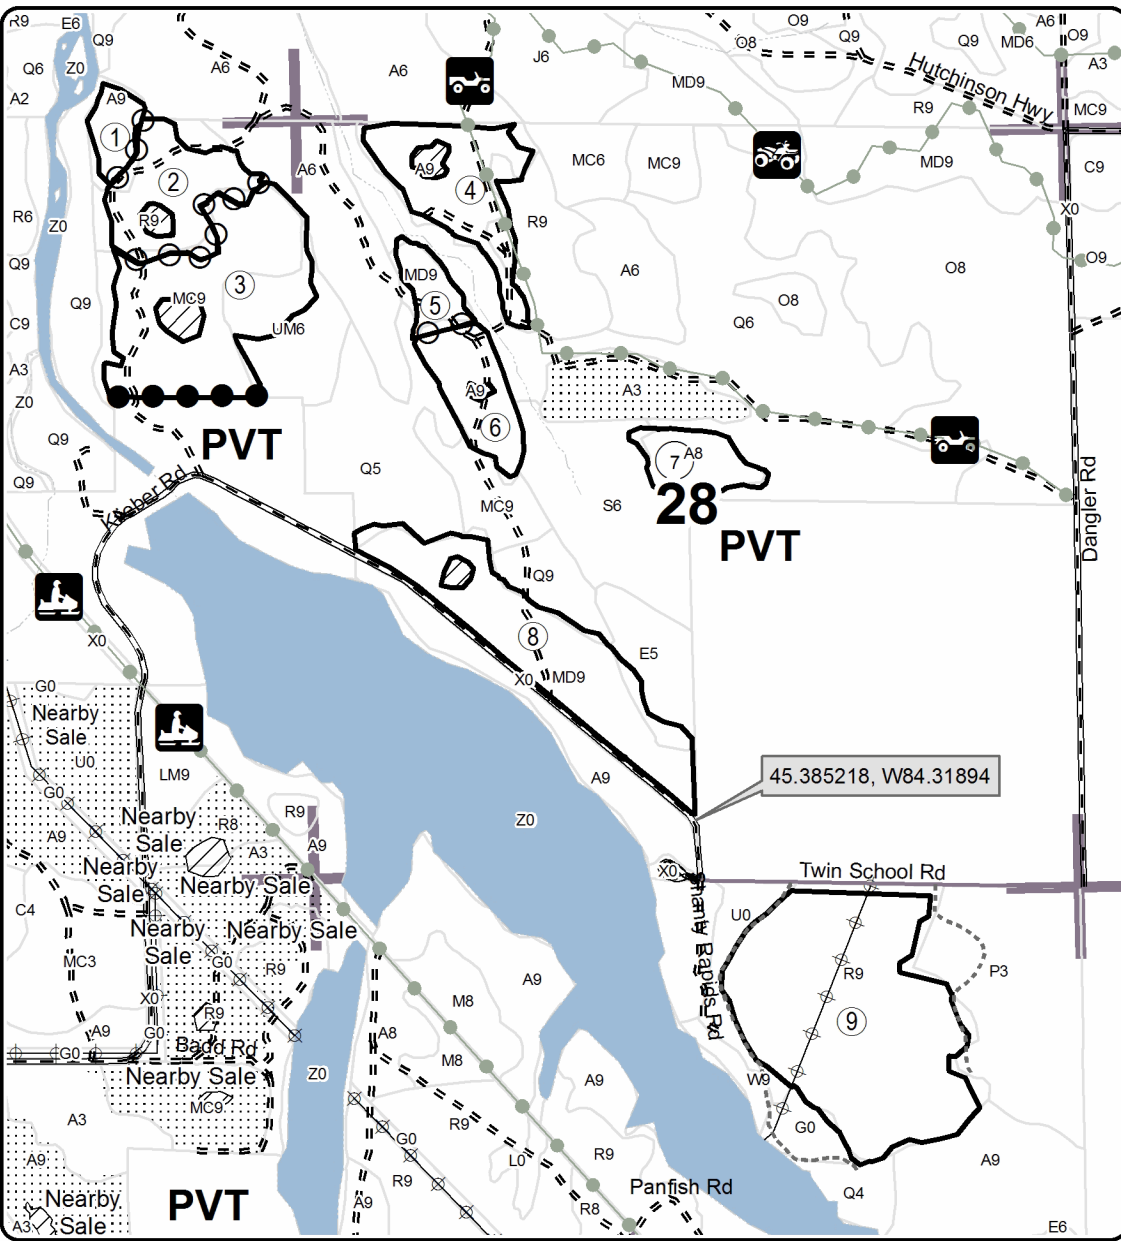 R9
E6
Q9
Q6
Z0
A2
A9
A6
A6
J6
O8
O9
Q9
Q9
MD6
A6
O9
A3
MD9
Hutchinson Hwy
R9
MC9
1
2
A6
A9
4
MC6
MC9
MD9
C9
R6
Z0
R9
R9
X0
Q9
Q9
3
MD9
A6
O8
O9
C9
MC9
5
O8
UM6
Q6
A3
Z0
A9
A3
Q9
PVT
6
7
A8
Q9
Q5
MC9
S6
28
PVT
Dangler Rd
Kleber Rd
Q9
8
X0
E5
X0
MD9
G0
Nearby
Sale
U0
LM9
A9
45.385218, W84.31894
G0
Nearby
Sale
R8
R9
Z0
A9
A3
A9
Nearby
Sale
Nearby Sale
X0
Twin School Rd
C4
Nearby
Sale
Nearby Sale
U0
Shanty Rapids Rd
MC3
G0
R9
A9
R9
P3
X0
M8
R9
9
A9
G0
Badd Rd
A8
G0
M8
Z0
Nearby Sale
A9
W9
MC9
A3
R9
G0
G0
A9
L0
R9
A9
R9
Panfish Rd
Q4
Nearby
Sale
PVT
A9
R8
A3
E6